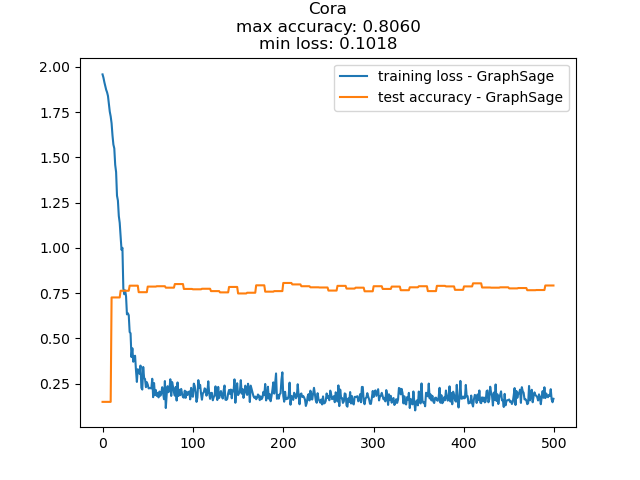 Cora
max accuracy: 0.8060
min loss: 0.1018
training loss - GraphSage
test accuracy - GraphSage
2.00
1.75
1.50
1.25
1.00
0.75
0.50
0.25
0 100 200 300 400 500